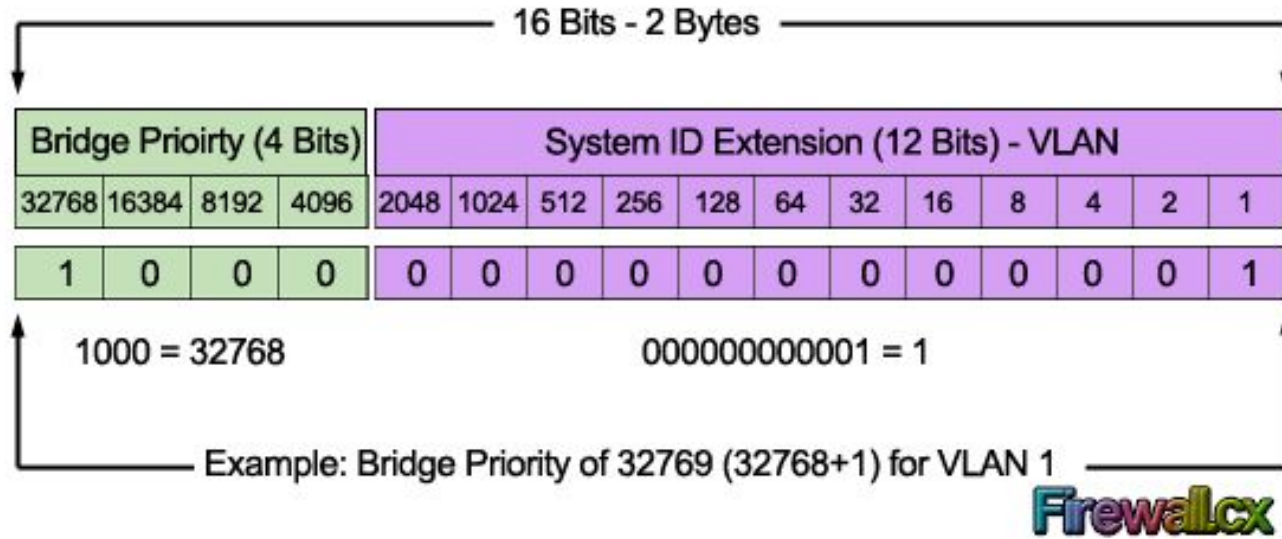 16 Bits - 2 Bytes
Bridge Prioirty (4 Bits) System ID Extension (12 Bits) - VLAN
32768 16384 8192 4096 2048 1024 512 256 128 64 32 16 8 4 2 1
1 0 0 0 0 0 0 0 0 0 0 0 0 0 0 1
1000 = 32768 000000000001 = 1
Example: Bridge Priority of 32769 (32768+1) for VLAN 1
Firewall.cx